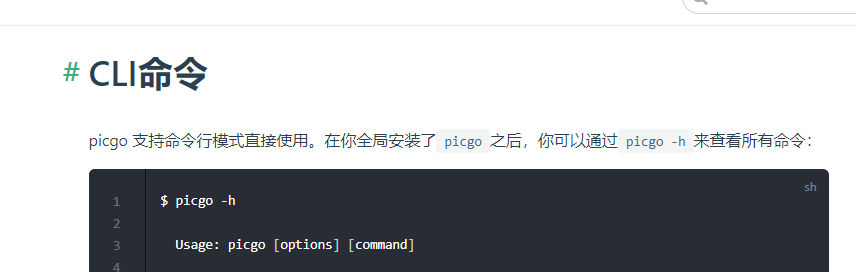 # CLI命令
picgo 支持命令行模式直接使用。在你全局安装了 picgo 之后，你可以通过 picgo -h 来查看所有命令：
sh
1 $ picgo -h
2
3 Usage: picgo [options] [command]
4